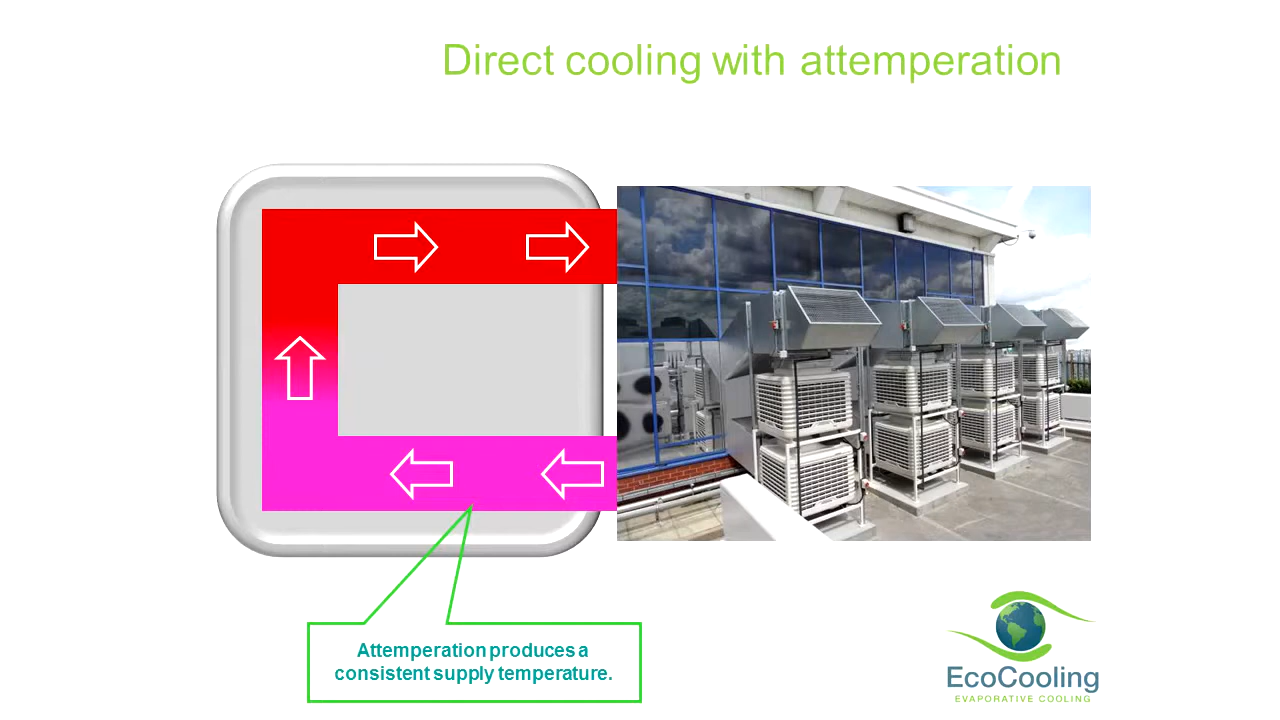 Direct cooling with attemperation
Attemperation produces a
consistent supply temperature.
EcoCooling
EVAPORATIVE COOLING